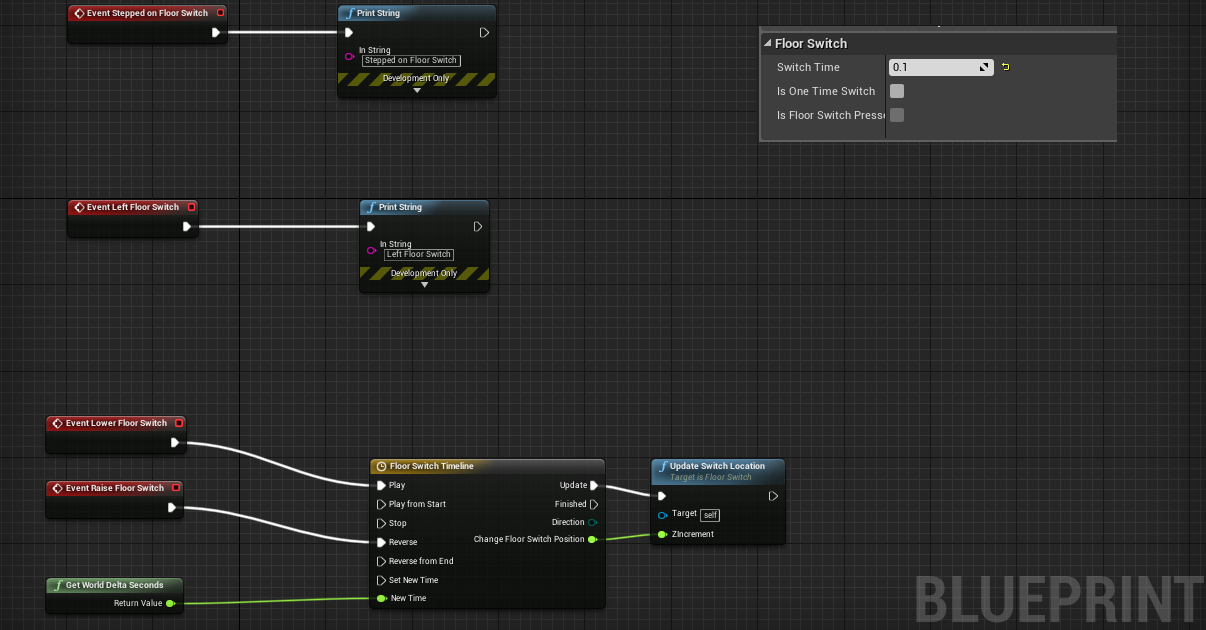 Event Stepped on Floor Switch
Print String
In String
Stepped on Floor Switch
Development Only
Floor Switch
Switch Time
0.1
Is One Time Switch
Is Floor Switch Presse
Event Left Floor Switch
Print String
In String
Left Floor Switch
Development Only
Event Lower Floor Switch
Event Raise Floor Switch
Get World Delta Seconds
Return Value
Floor Switch Timeline
Play
Update
Play from Start
Finished
Stop
Direction
Reverse
Change Floor Switch Position
Reverse from End
Set New Time
New Time
Update Switch Location
Target is Floor Switch
Target
self
ZIncrement
BLUEPRINT